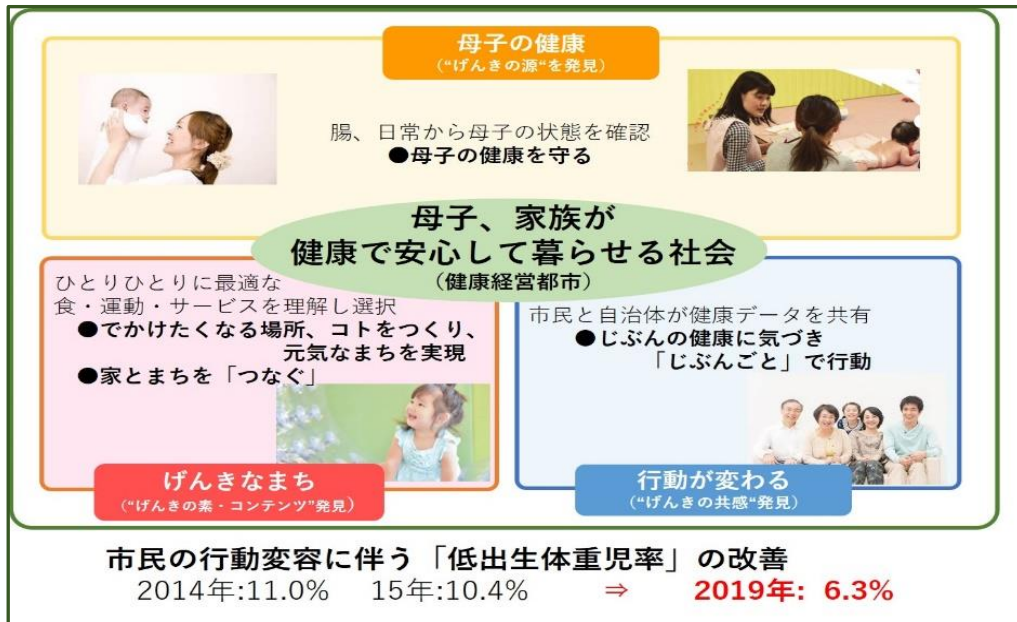 母子の健康
(“げんきの源“を発見)
腸、日常から母子の状態を確認
●母子の健康を守る
母子、家族が
健康で安心して暮らせる社会
(健康経営都市)
ひとりひとりに最適な
食・運動・サービスを理解し選択
●でかけたくなる場所、コトをつくり、
元気なまちを実現
●家とまちを「つなぐ」
げんきなまち
(“げんきの素・コンテンツ”発見)
市民と自治体が健康データを共有
●じぶんの健康に気づき
「じぶんごと」で行動
行動が変わる
(“げんきの共感“発見)
市民の行動変容に伴う「低出生体重児率」の改善
2014年:11.0% 15年:10.4% ⇒ 2019年: 6.3%